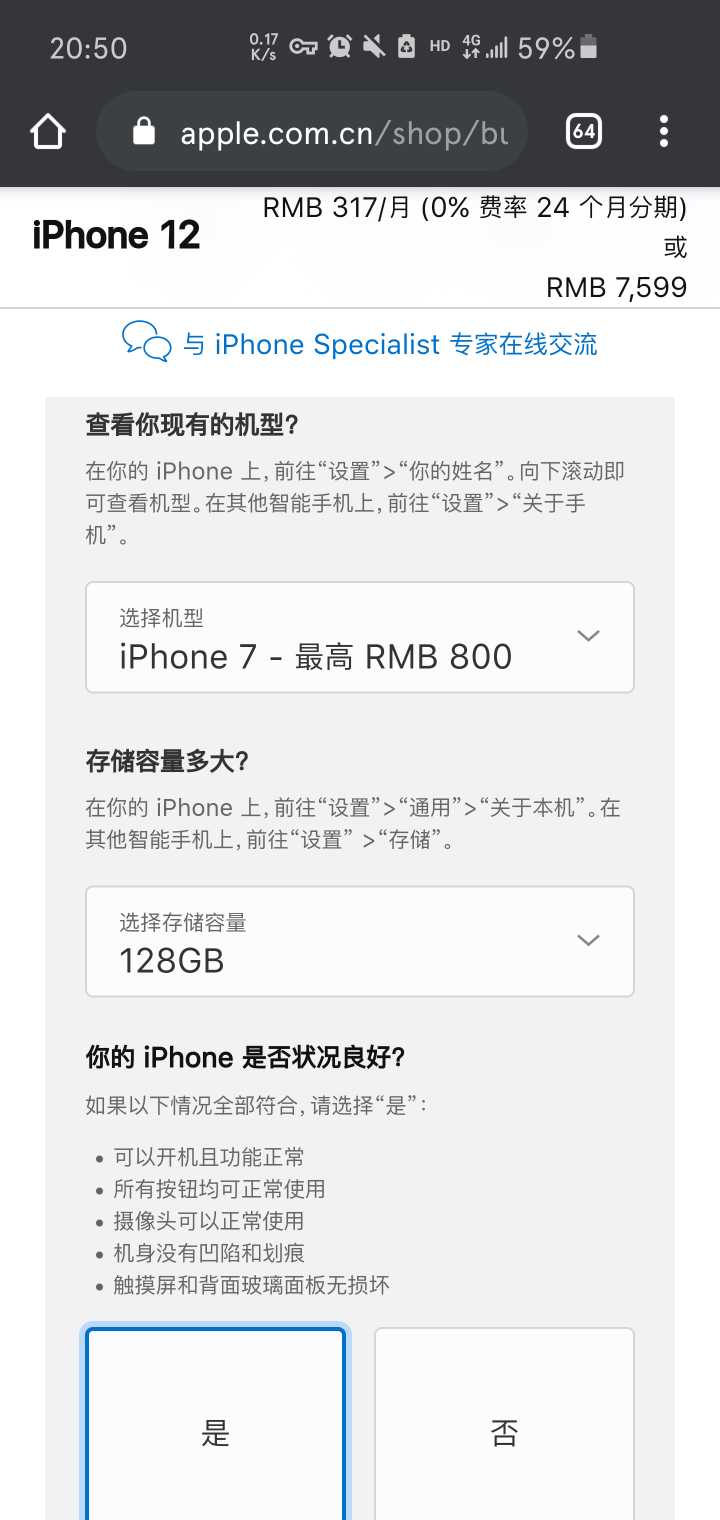 20:50
0.17
K/s
HD
4G
59%
apple.com.cn/shop/bu
64
iPhone 12
RMB 317/月 (0% 费率 24 个月分期)
或
RMB 7,599
与 iPhone Specialist 专家在线交流
查看你现有的机型?
在你的 iPhone 上，前往“设置”>“你的姓名”。向下滚动即
可查看机型。在其他智能手机上，前往“设置”>“关于手
机”。
选择机型
iPhone 7 - 最高 RMB 800
存储容量多大?
在你的 iPhone 上，前往“设置”>“通用”>“关于本机”。在
其他智能手机上，前往“设置” >“存储”。
选择存储容量
128GB
你的 iPhone 是否状况良好?
如果以下情况全部符合，请选择“是”：
• 可以开机且功能正常
• 所有按钮均可正常使用
• 摄像头可以正常使用
• 机身没有凹陷和划痕
• 触摸屏和背面玻璃面板无损坏
是
否